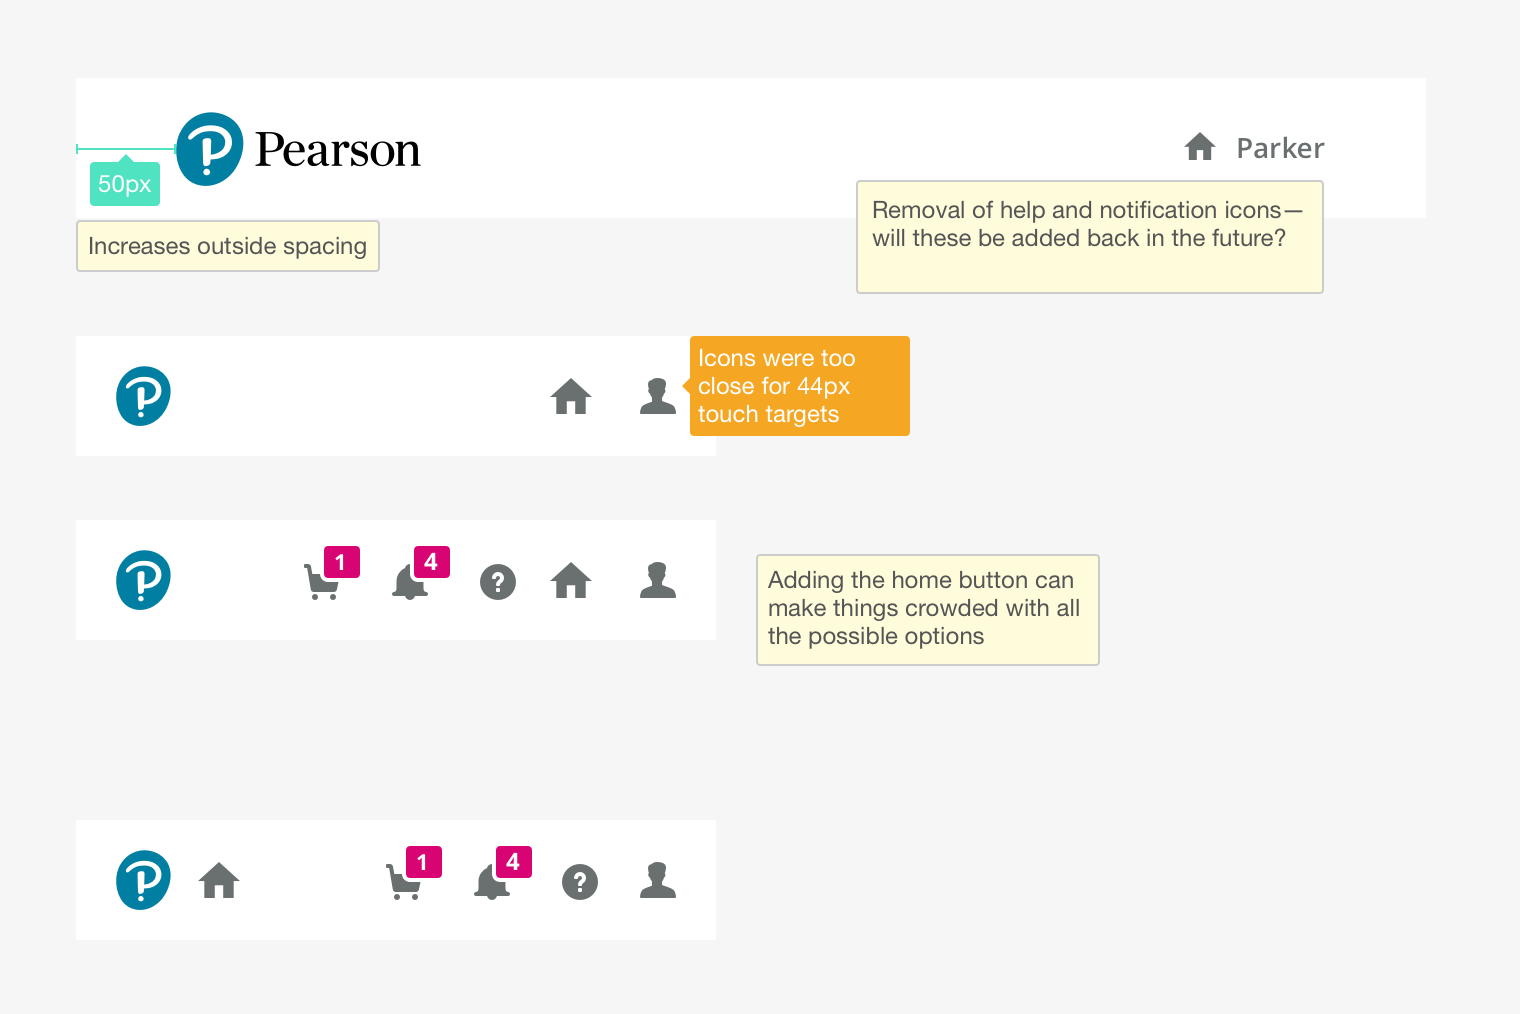 Pearson
Parker
50px
Increases outside spacing
Removal of help and notification icons—
will these be added back in the future?
Icons were too
close for 44px
touch targets
1
4
?
Adding the home button can
make things crowded with all
the possible options
1
4
?